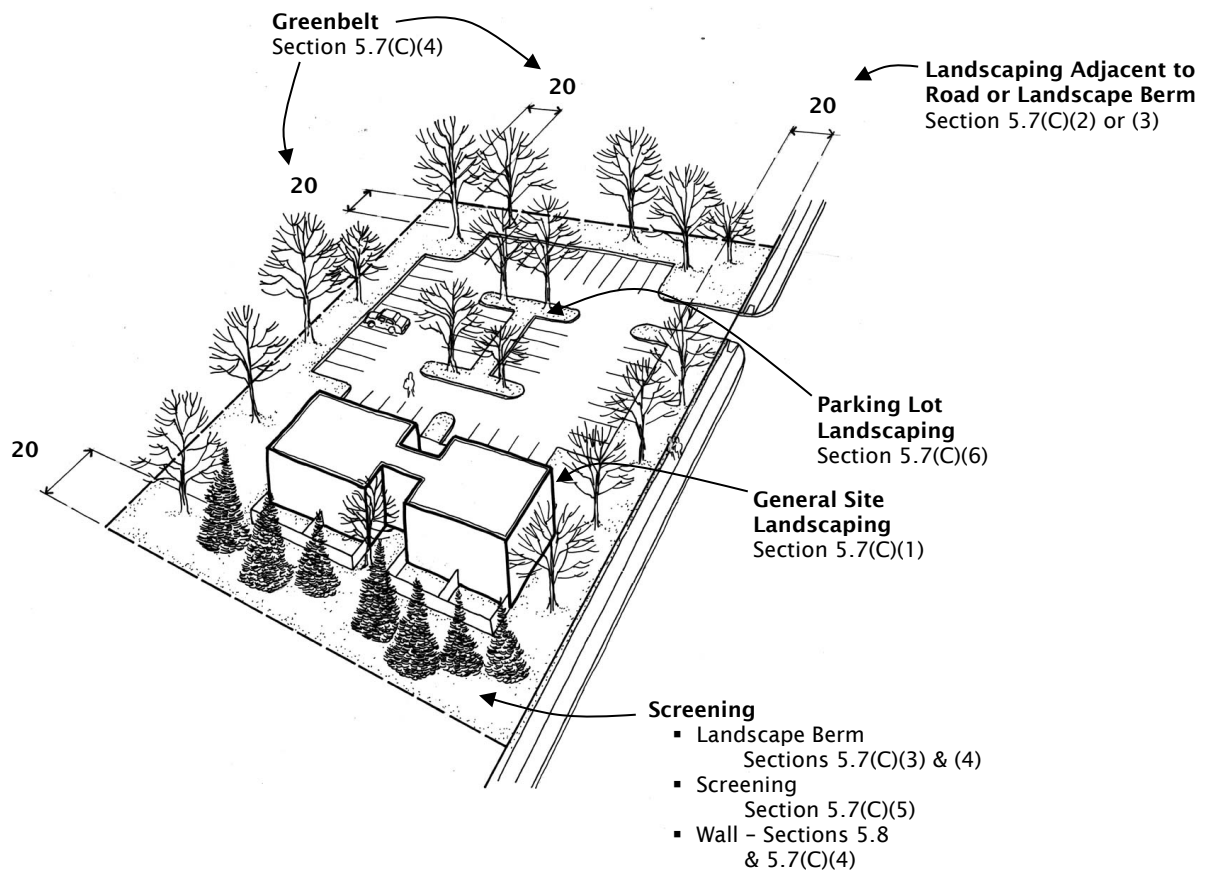 Greenbelt
Section 5.7(C)(4)
20
20
Landscaping Adjacent to
Road or Landscape Berm
Section 5.7(C)(2) or (3)
20
Parking Lot
Landscaping
Section 5.7(C)(6)
20
General Site
Landscaping
Section 5.7(C)(1)
Screening
▪ Landscape Berm
Sections 5.7(C)(3) & (4)
▪ Screening
Section 5.7(C)(5)
▪ Wall – Sections 5.8
& 5.7(C)(4)